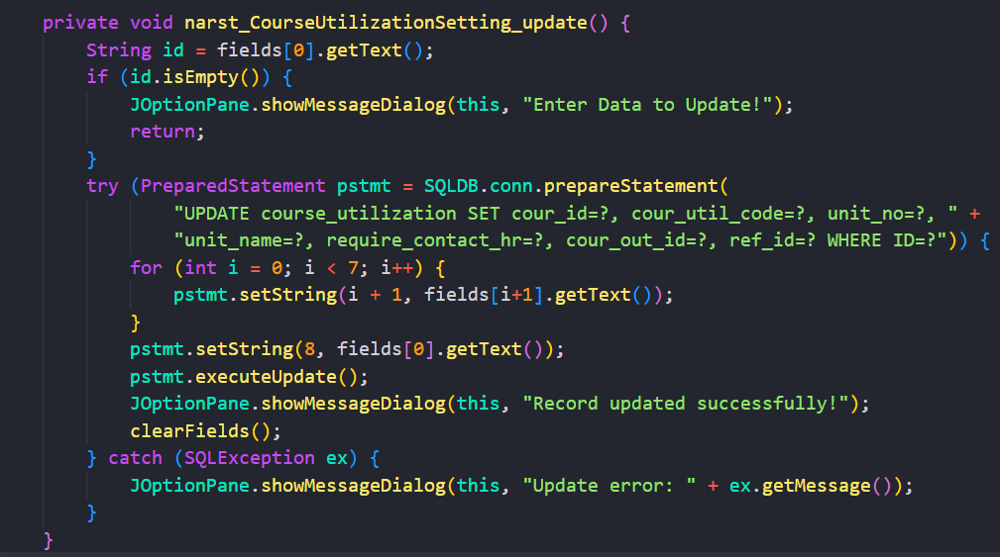 private void narst_CourseUtilizationSetting_update() {
    String id = fields[0].getText();
    if (id.isEmpty()) {
        JOptionPane.showMessageDialog(this, "Enter Data to Update!");
        return;
    }
    try (PreparedStatement pstmt = SQLDB.conn.prepareStatement(
            "UPDATE course_utilization SET cour_id=?, cour_util_code=?, unit_no=?, " +
            "unit_name=?, require_contact_hr=?, cour_out_id=?, ref_id=? WHERE ID=?")) {
        for (int i = 0; i < 7; i++) {
            pstmt.setString(i + 1, fields[i+1].getText());
        }
        pstmt.setString(8, fields[0].getText());
        pstmt.executeUpdate();
        JOptionPane.showMessageDialog(this, "Record updated successfully!");
        clearFields();
    } catch (SQLException ex) {
        JOptionPane.showMessageDialog(this, "Update error: " + ex.getMessage());
    }
}